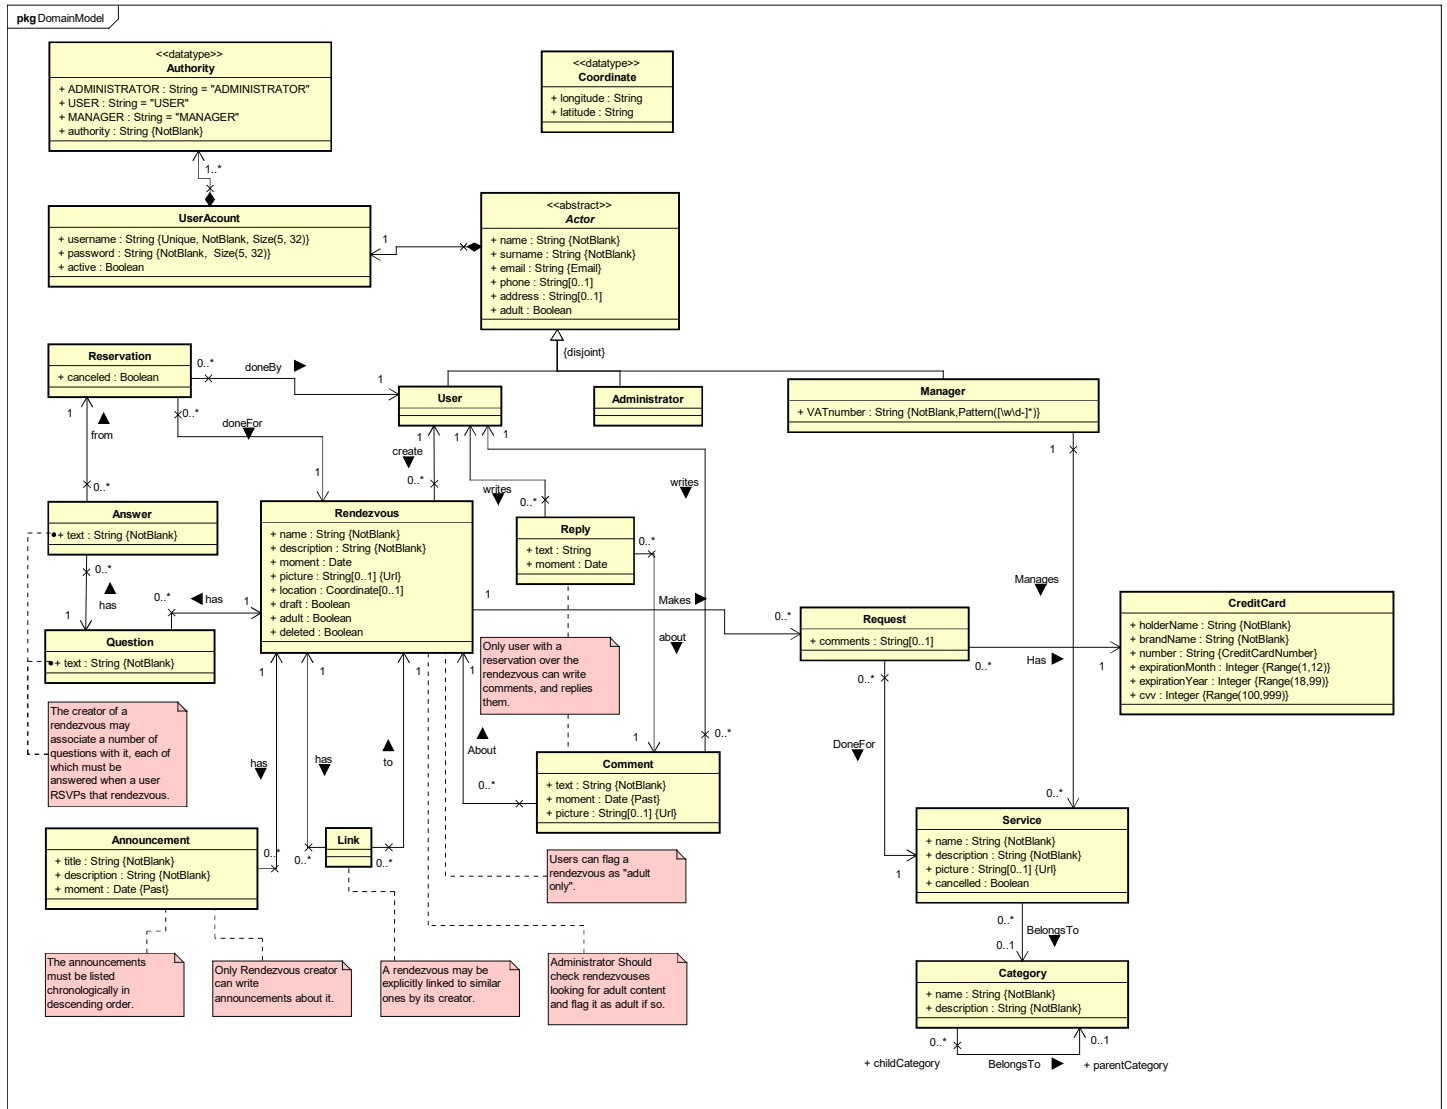 pkg DomainModel
<<datatype>>
Authority
+ ADMINISTRATOR : String = "ADMINISTRATOR"
+ USER : String = "USER"
+ MANAGER : String = "MANAGER"
+ authority : String {NotBlank}
<<datatype>>
Coordinate
+ longitude : String
+ latitude : String
1..*
UserAcount
+ username : String {Unique, NotBlank, Size(5, 32)}
+ password : String {NotBlank, Size(5, 32)}
+ active : Boolean
1
<<abstract>>
Actor
+ name : String {NotBlank}
+ surname : String {NotBlank}
+ email : String {Email}
+ phone : String[0..1]
+ address : String[0..1]
+ adult : Boolean
{disjoint}
Reservation
+ canceled : Boolean
0..*
doneBy
1
0..*
doneFor
1
1
from
0..*
User
Administrator
Manager
+ VATnumber : String {NotBlank,Pattern([\w\d-]*)}
1
Manages
0..*
1
create
0..*
1
writes
0..*
1
writes
0..*
Answer
+ text : String {NotBlank}
0..*
has
1
Question
+ text : String {NotBlank}
0..*
has
1
Rendezvous
+ name : String {NotBlank}
+ description : String {NotBlank}
+ moment : Date
+ picture : String[0..1] {Url}
+ location : Coordinate[0..1]
+ draft : Boolean
+ adult : Boolean
+ deleted : Boolean
Reply
+ text : String
+ moment : Date
0..*
about
1
1
Makes
0..*
Request
+ comments : String[0..1]
0..*
Has
1
CreditCard
+ holderName : String {NotBlank}
+ brandName : String {NotBlank}
+ number : String {CreditCardNumber}
+ expirationMonth : Integer {Range(1,12)}
+ expirationYear : Integer {Range(18,99)}
+ cvv : Integer {Range(100,999)}
Only user with a
reservation over the
rendezvous can write
comments, and replies
them.
The creator of a
rendezvous may
associate a number of
questions with it, each of
which must be
answered when a user
RSVPs that rendezvous.
1
has
0..*
1
has
0..*
1
to
0..*
1
About
0..*
0..*
DoneFor
1
Comment
+ text : String {NotBlank}
+ moment : Date {Past}
+ picture : String[0..1] {Url}
Announcement
+ title : String {NotBlank}
+ description : String {NotBlank}
+ moment : Date {Past}
Link
Service
+ name : String {NotBlank}
+ description : String {NotBlank}
+ picture : String[0..1] {Url}
+ cancelled : Boolean
Users can flag a
rendezvous as "adult
only".
0..*
BelongsTo
0..1
The announcements
must be listed
chronologically in
descending order.
Only Rendezvous creator
can write
announcements about it.
A rendezvous may be
explicitly linked to similar
ones by its creator.
Administrator Should
check rendezvouses
looking for adult content
and flag it as adult if so.
Category
+ name : String {NotBlank}
+ description : String {NotBlank}
0..*
0..1
+ childCategory
BelongsTo
+ parentCategory